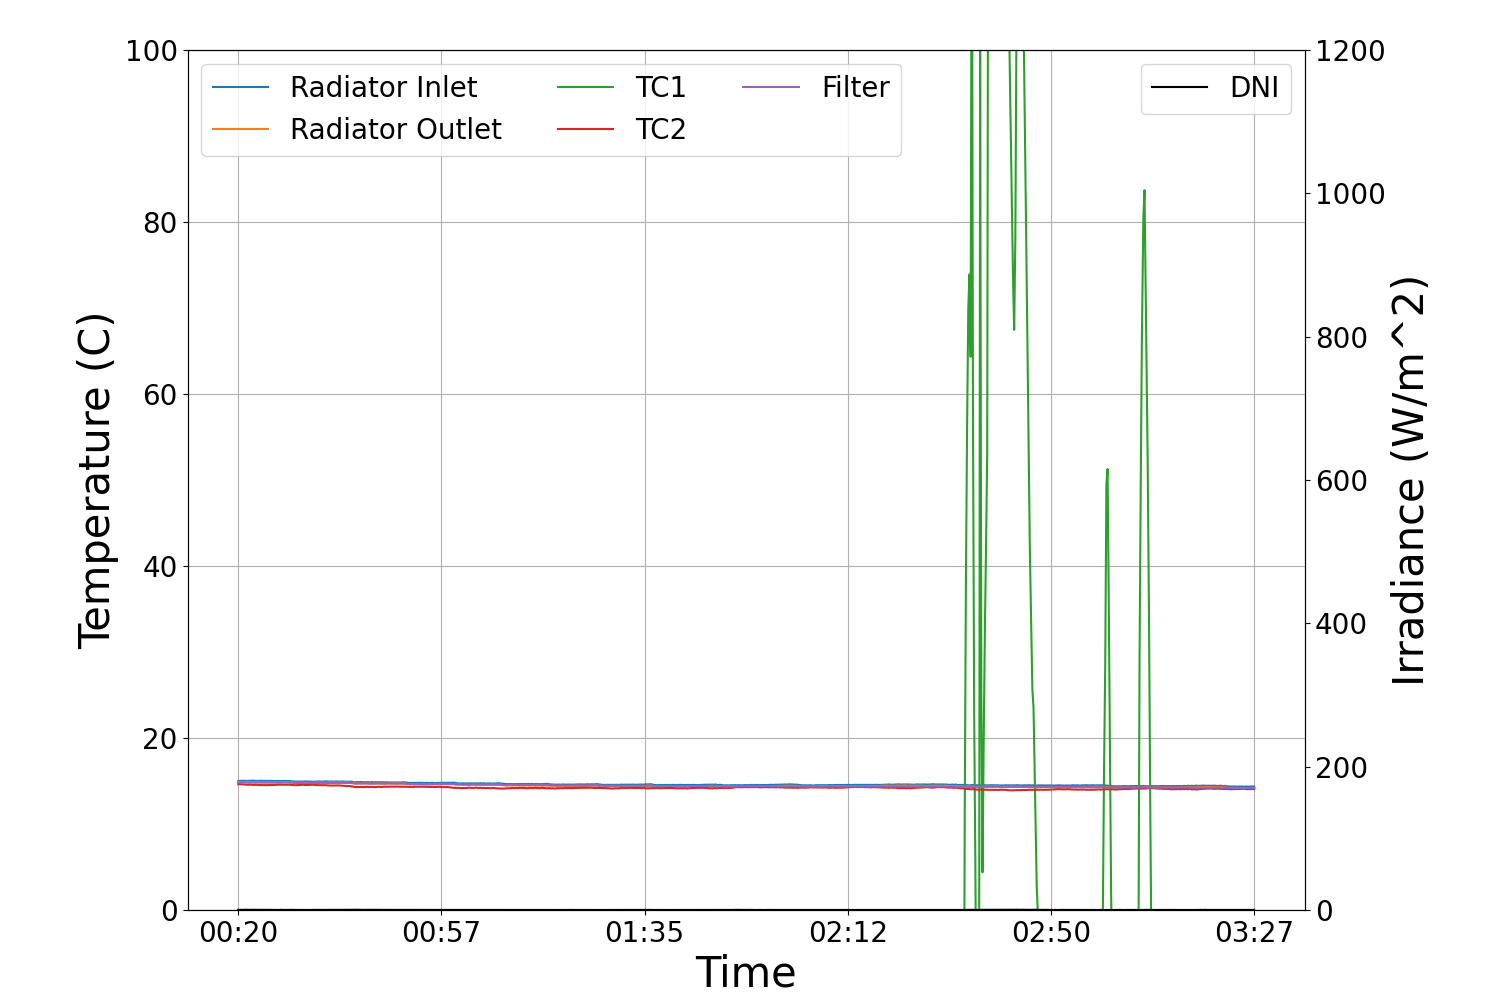 Radiator Inlet
Radiator Outlet
TC1
TC2
Filter
DNI
Temperature (C)
100
80
60
40
20
0
Irradiance (W/m^2)
1200
1000
800
600
400
200
0
00:20 00:57 01:35 02:12 02:50 03:27
Time